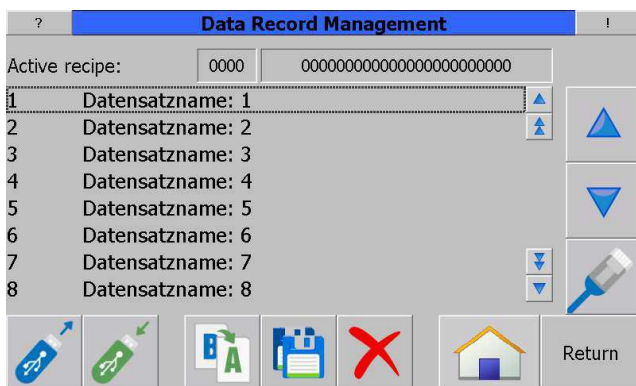 ? Data Record Management !
Active recipe: 0000 000000000000000000000000
1 Datensatzname: 1
2 Datensatzname: 2
3 Datensatzname: 3
4 Datensatzname: 4
5 Datensatzname: 5
6 Datensatzname: 6
7 Datensatzname: 7
8 Datensatzname: 8
B A Return